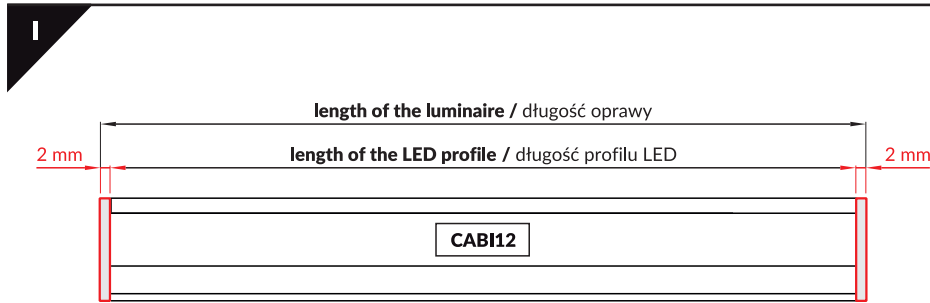 I
length of the luminaire / długość oprawy
2 mm
length of the LED profile / długość profilu LED
2 mm
CABI12